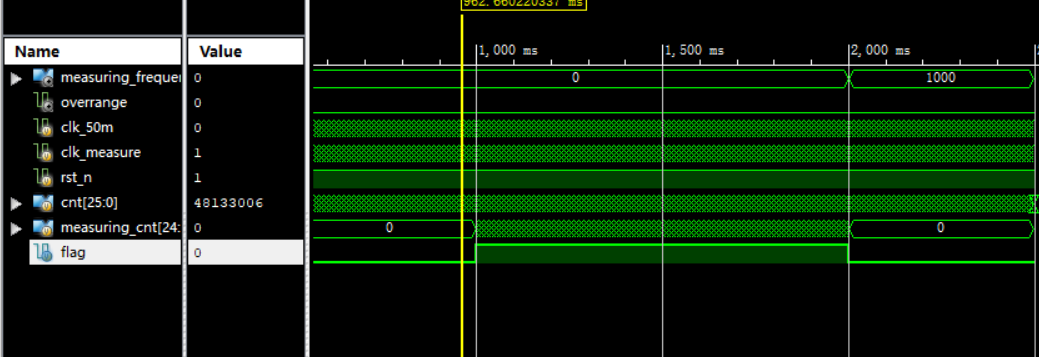 962.660220337 ms
Name Value
1,000 ms 1,500 ms 2,000 ms
measuring_frequer 0 0 1000
overrange 0
clk_50m 0
clk_measure 1
rst_n 1
cnt[25:0] 48133006
measuring_cnt[24: 0 0 0
flag 0